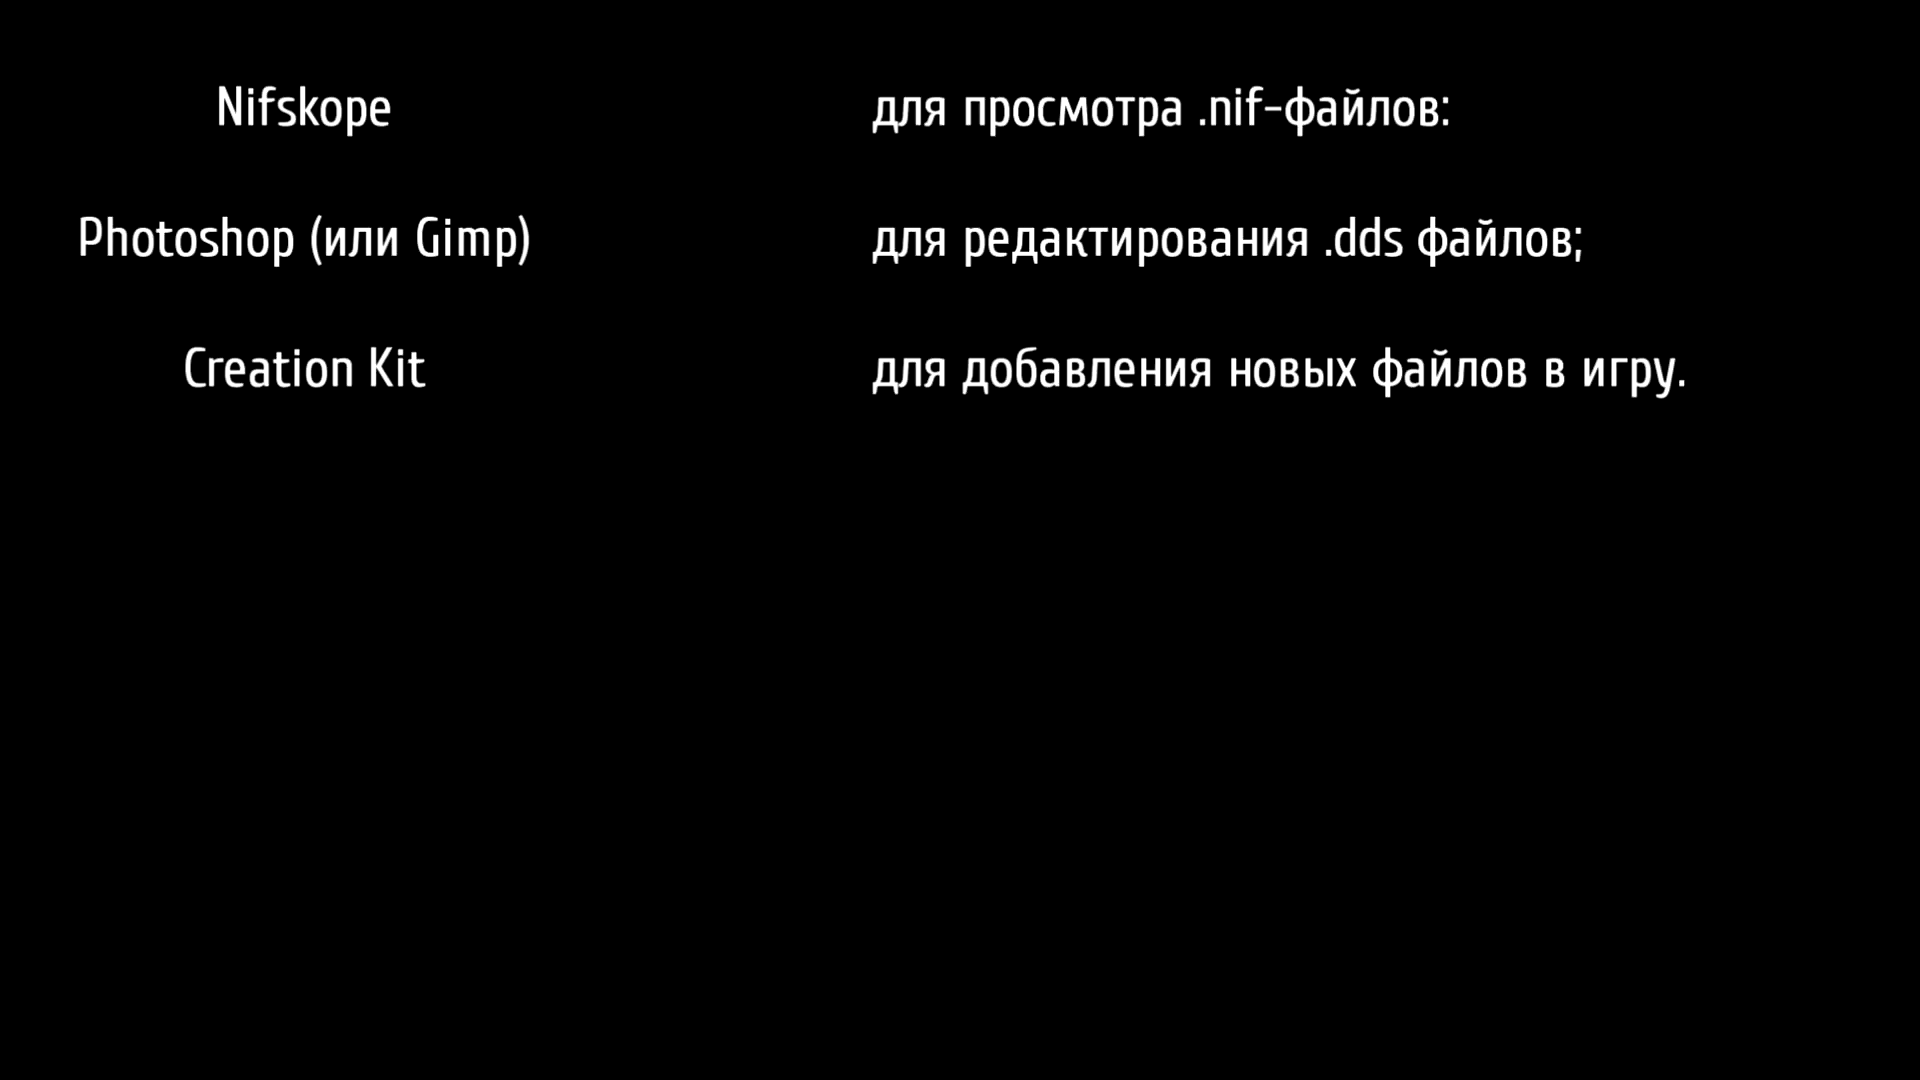 Nifskope для просмотра .nif-файлов:
Photoshop (или Gimp) для редактирования .dds файлов;
Creation Kit для добавления новых файлов в игру.